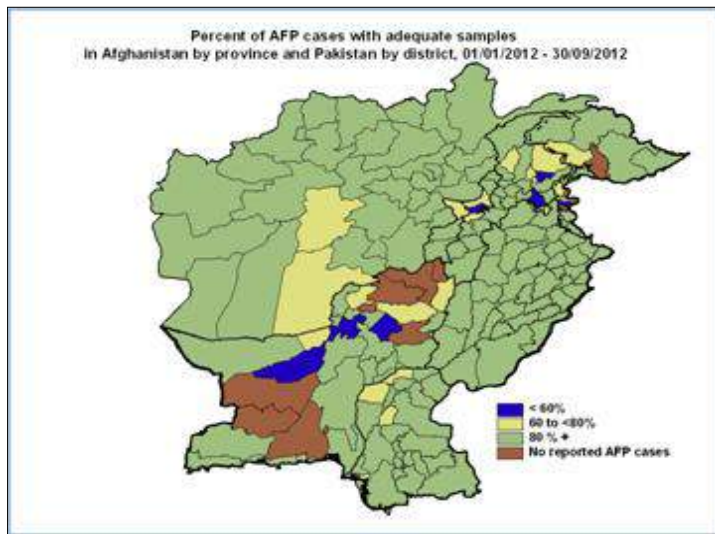 Percent of AFP cases with adequate samples
in Afghanistan by province and Pakistan by district, 01/01/2012 - 30/09/2012
< 60%
60 to <80%
80 % +
No reported AFP cases